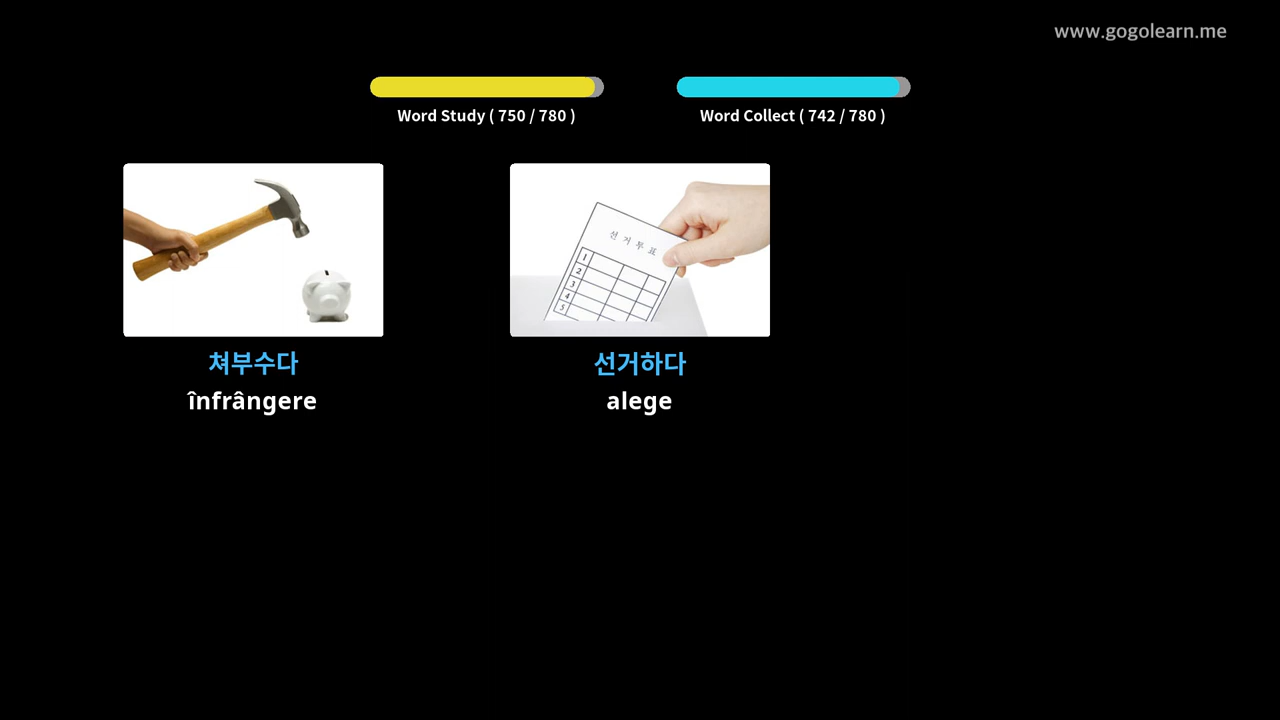 www.gogolearn.me
Word Study ( 750 / 780 )
Word Collect ( 742 / 780 )
선거투표
1
2
3
4
5
쳐부수다
înfrângere
선거하다
alege